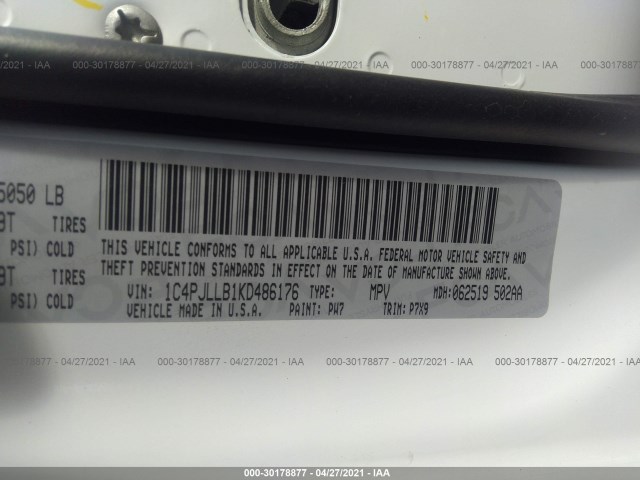 000-30178877 - 04/27/2021 - IAA
000-30178877 - 04/27/2021 - IAA
000-30178877 - 04/27/2021 - IAA
5050 LB
BT TIRES
PSI) COLD
BT TIRES
PSI) COLD
THIS VEHICLE CONFORMS TO ALL APPLICABLE U.S.A. FEDERAL MOTOR VEHICLE SAFETY AND
THEFT PREVENTION STANDARDS IN EFFECT ON THE DATE OF MANUFACTURE SHOWN ABOVE.
VIN: 1C4PJLLB1KD486176 TYPE: MPV MDH:062519 502AA
VEHICLE MADE IN U.S.A. PAINT: PW7 TRIM: P7X9
000-30178877 - 04/27/2021 - IAA
000-30178877 - 04/27/2021 - IAA
000-30178877 - 04/27/2021 - IAA
000-30178877 - 04/27/2021 - IAA